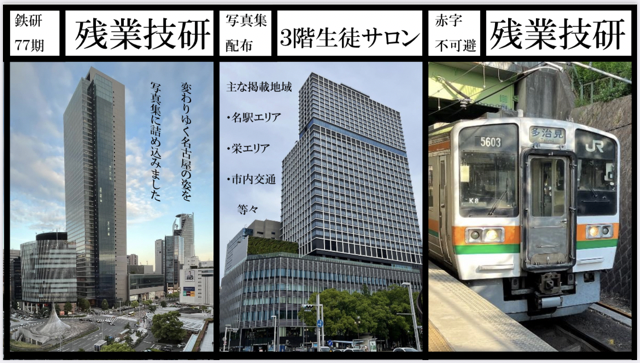 鉄研
77期
残業技研
変わりゆく名古屋の姿を
写真集に詰め込みました
写真集
配布
3階生徒サロン
主な掲載地域
・名駅エリア
・栄エリア
・市内交通
等々
赤字
不可避
残業技研
5603
多治見
JR